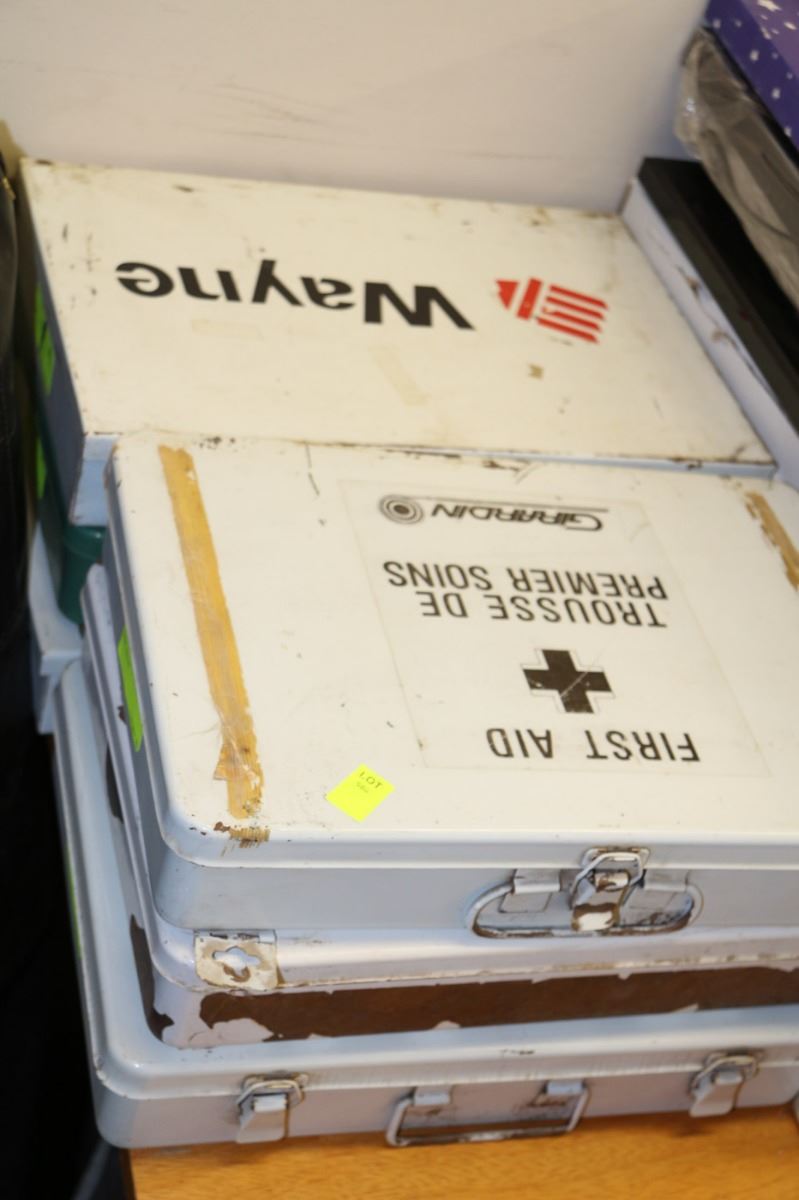 Wayne
GIRARDIN
TROUSSE DE
PREMIER SOINS
FIRST AID
LOT